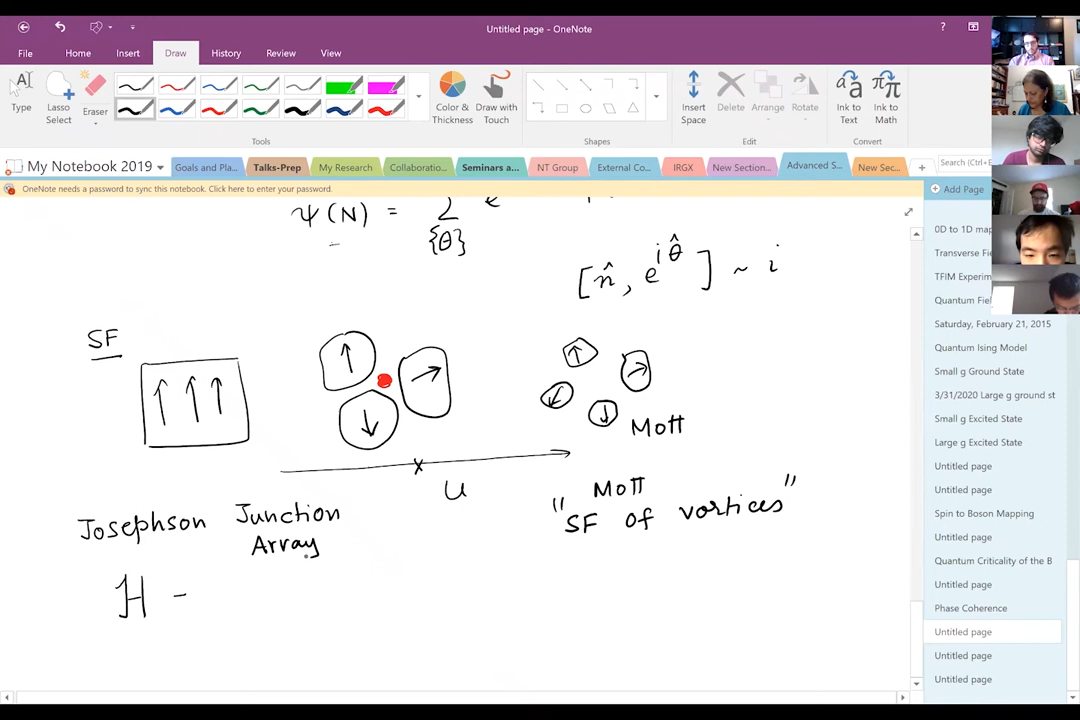 Untitled page - OneNote
?
File
Home
Insert
Draw
History
Review
View
Type
Lasso
Select
Eraser
Color &
Thickness
Draw with
Touch
Insert
Space
Delete
Arrange
Rotate
Ink to
Text
Ink to
Math
Tools
Shapes
Edit
Convert
My Notebook 2019
Goals and Pla...
Talks-Prep
My Research
Collaboratio...
Seminars a...
NT Group
External Co...
IRGX
New Section...
Advanced S...
New Sec...
Search (Ctrl+E
OneNote needs a password to sync this notebook. Click here to enter your password.
Add Page
ψ(N) = Σ e
{θ}
[n̂, e^{iθ̂}] ~ i
SF
Mott
U
Mott
"SF of vortices"
Josephson Junction
Array
H -
0D to 1D map
Transverse Fi
TFIM Experim
Quantum Fiel
Saturday, February 21, 2015
Quantum Ising Model
Small g Ground State
3/31/2020 Large g ground st
Small g Excited State
Large g Excited State
Untitled page
Untitled page
Spin to Boson Mapping
Untitled page
Quantum Criticality of the B
Untitled page
Phase Coherence
Untitled page
Untitled page
Untitled page